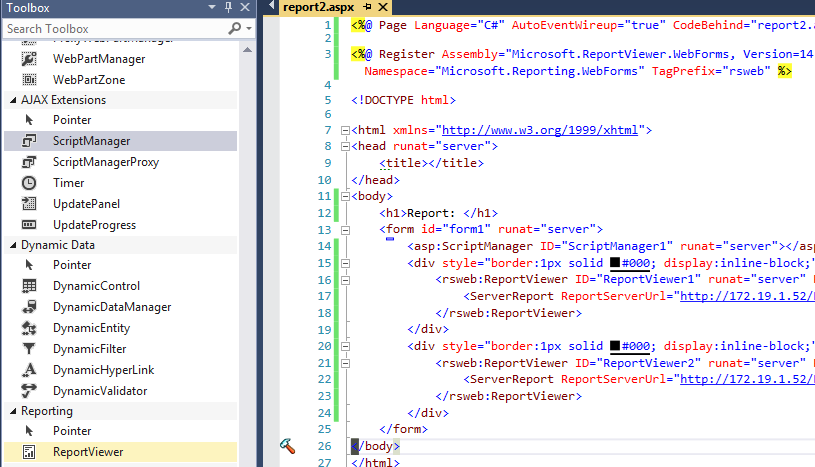 Toolbox
Search Toolbox
WebPartManager
WebPartZone
AJAX Extensions
Pointer
ScriptManager
ScriptManagerProxy
Timer
UpdatePanel
UpdateProgress
Dynamic Data
Pointer
DynamicControl
DynamicDataManager
DynamicEntity
DynamicFilter
DynamicHyperLink
DynamicValidator
Reporting
Pointer
ReportViewer
report2.aspx
1 <%@ Page Language="C#" AutoEventWireup="true" CodeBehind="report2.a
2
3 <%@ Register Assembly="Microsoft.ReportViewer.WebForms, Version=14
Namespace="Microsoft.Reporting.WebForms" TagPrefix="rsweb" %>
4
5 <!DOCTYPE html>
6
7 <html xmlns="http://www.w3.org/1999/xhtml">
8 <head runat="server">
9 <title></title>
10 </head>
11 <body>
12 <h1>Report: </h1>
13 <form id="form1" runat="server">
14 <asp:ScriptManager ID="ScriptManager1" runat="server"></as
15 <div style="border:1px solid #000; display:inline-block;"
16 <rsweb:ReportViewer ID="ReportViewer1" runat="server"
17 <ServerReport ReportServerUrl="http://172.19.1.52/
18 </rsweb:ReportViewer>
19 </div>
20 <div style="border:1px solid #000; display:inline-block;"
21 <rsweb:ReportViewer ID="ReportViewer2" runat="server"
22 <ServerReport ReportServerUrl="http://172.19.1.52/
23 </rsweb:ReportViewer>
24 </div>
25 </form>
26 </body>
27 </html>